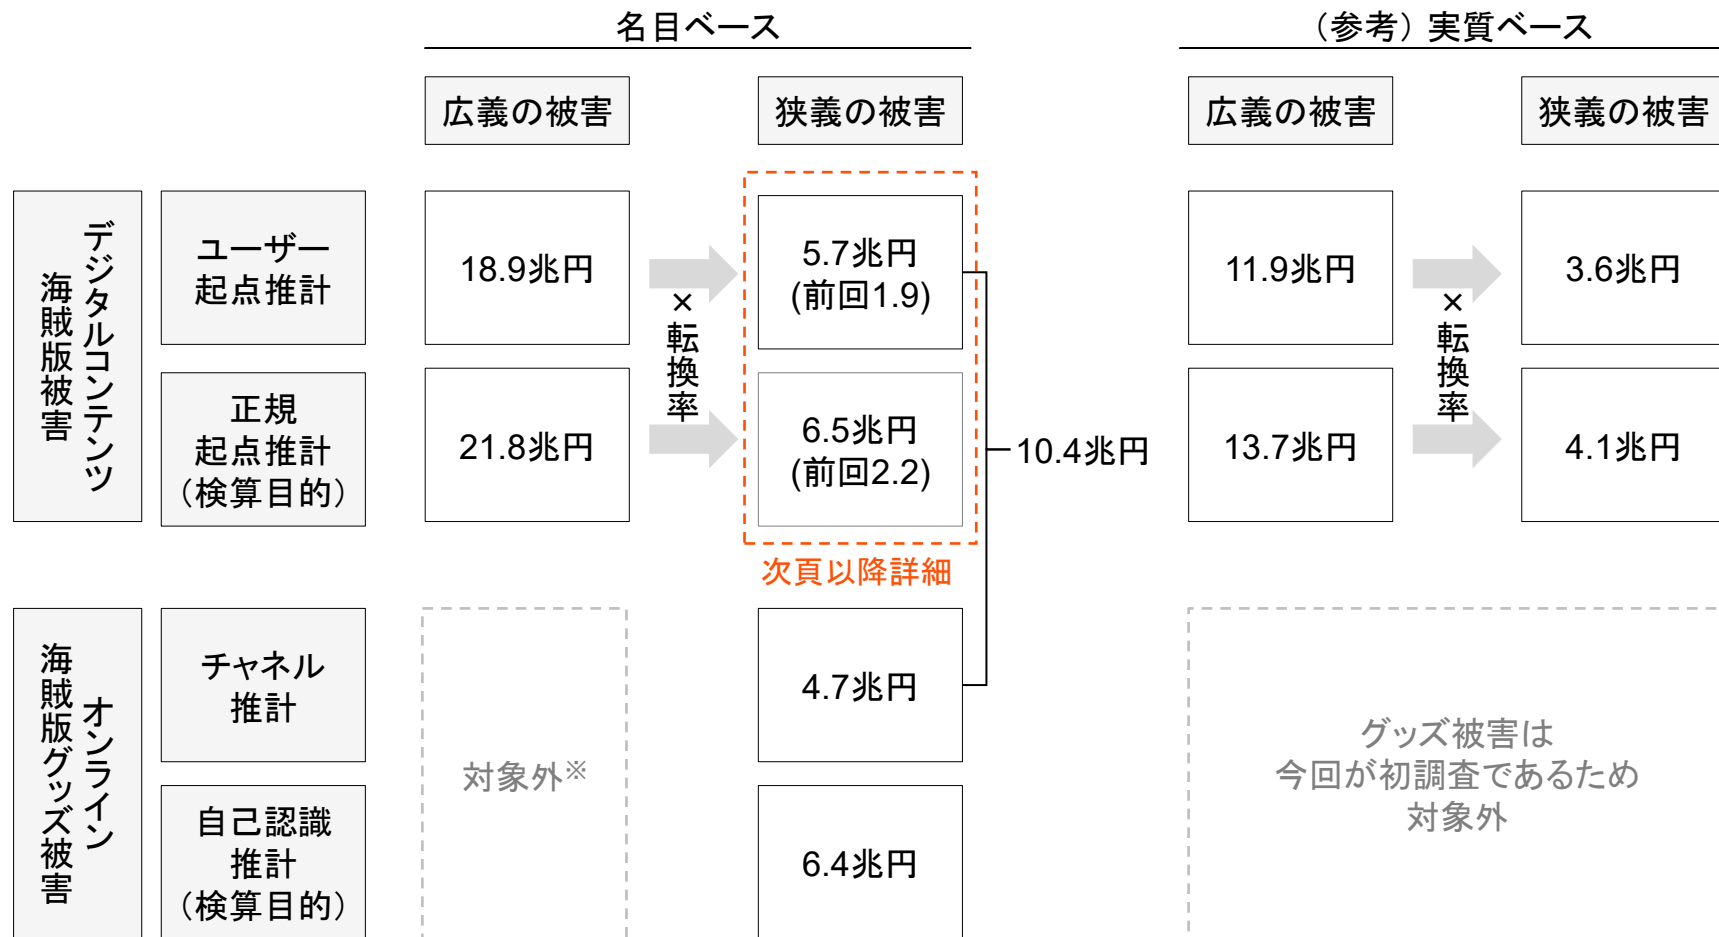 名目ベース
（参考）実質ベース
広義の被害
狭義の被害
広義の被害
狭義の被害
デジタルコンテンツ
海賊版被害
ユーザー
起点推計
18.9兆円
5.7兆円
(前回1.9)
11.9兆円
3.6兆円
×転換率
×転換率
正規
起点推計
（検算目的）
21.8兆円
6.5兆円
(前回2.2)
10.4兆円
13.7兆円
4.1兆円
次頁以降詳細
オンライン
海賊版グッズ被害
チャネル
推計
4.7兆円
対象外※
グッズ被害は
今回が初調査であるため
対象外
自己認識
推計
（検算目的）
6.4兆円